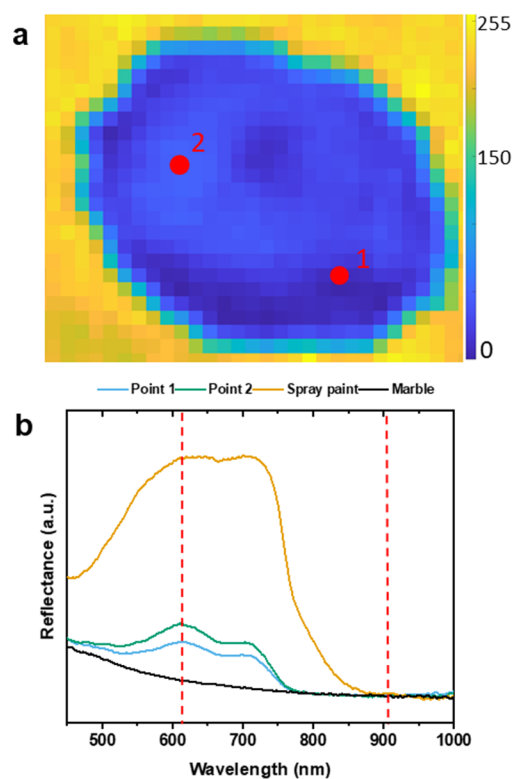 a
255
2
150
1
0
Point 1 Point 2 Spray paint Marble
b
Reflectance (a.u.)
500 600 700 800 900 1000
Wavelength (nm)